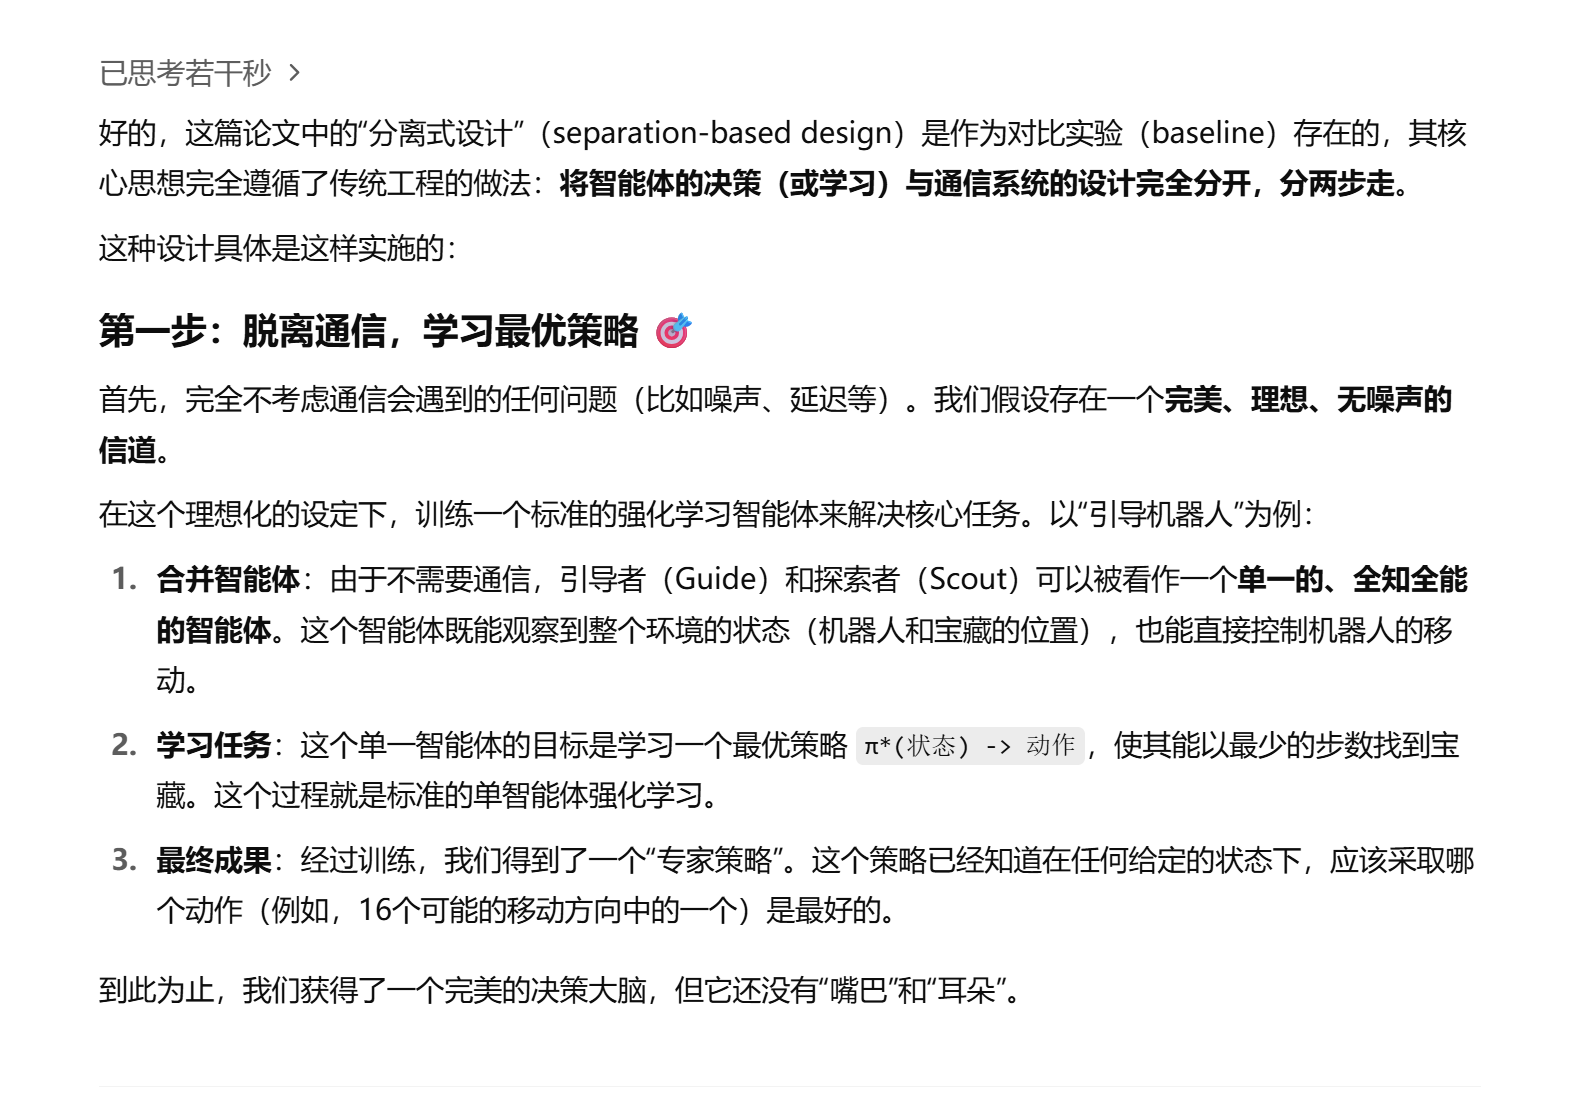 已思考若干秒 >
好的，这篇论文中的“分离式设计”（separation-based design）是作为对比实验（baseline）存在的，其核
心思想完全遵循了传统工程的做法：将智能体的决策（或学习）与通信系统的设计完全分开，分两步走。
这种设计具体是这样实施的：
第一步：脱离通信，学习最优策略 🎯
首先，完全不考虑通信会遇到的任何问题（比如噪声、延迟等）。我们假设存在一个完美、理想、无噪声的
信道。
在这个理想化的设定下，训练一个标准的强化学习智能体来解决核心任务。以“引导机器人”为例：
1. 合并智能体：由于不需要通信，引导者（Guide）和探索者（Scout）可以被看作一个单一的、全知全能
的智能体。这个智能体既能观察到整个环境的状态（机器人和宝藏的位置），也能直接控制机器人的移
动。
2. 学习任务：这个单一智能体的目标是学习一个最优策略 π*(状态) -> 动作，使其能以最少的步数找到宝
藏。这个过程就是标准的单智能体强化学习。
3. 最终成果：经过训练，我们得到了一个“专家策略”。这个策略已经知道在任何给定的状态下，应该采取哪
个动作（例如，16个可能的移动方向中的一个）是最好的。
到此为止，我们获得了一个完美的决策大脑，但它还没有“嘴巴”和“耳朵”。